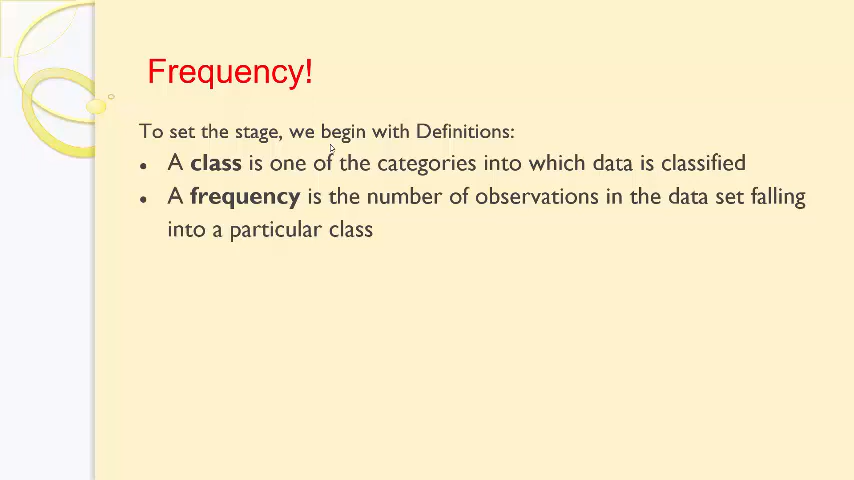 Frequency!
To set the stage, we begin with Definitions:
• A class is one of the categories into which data is classified
• A frequency is the number of observations in the data set falling
into a particular class